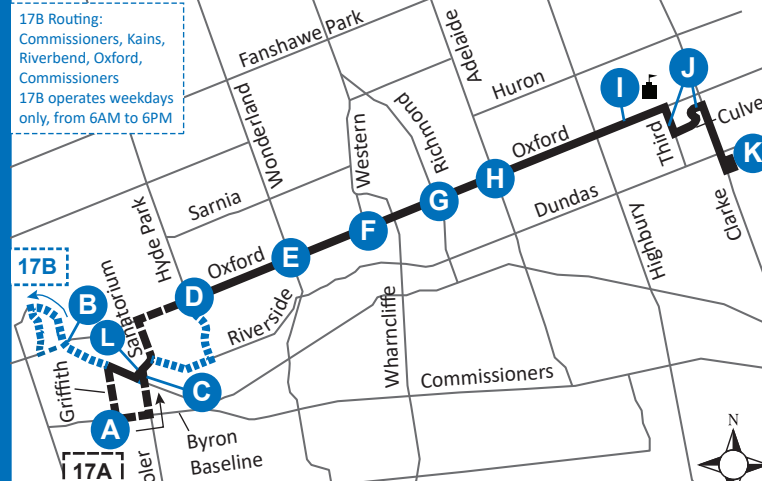 17B Routing:
Commissioners, Kains,
Riverbend, Oxford,
Commissioners
17B operates weekdays
only, from 6AM to 6PM
Fanshawe Park
Adelaide
Wonderland
Huron
Western
Richmond
Oxford
Third
Culve
Sarnia
Hyde Park
Dundas
Highbury
Clarke
Oxford
Sanatorium
Riverside
Wharncliffe
Griffith
Commissioners
Byron
Baseline
bler
17A
17B
A
B
C
D
E
F
G
H
I
J
K
L
N